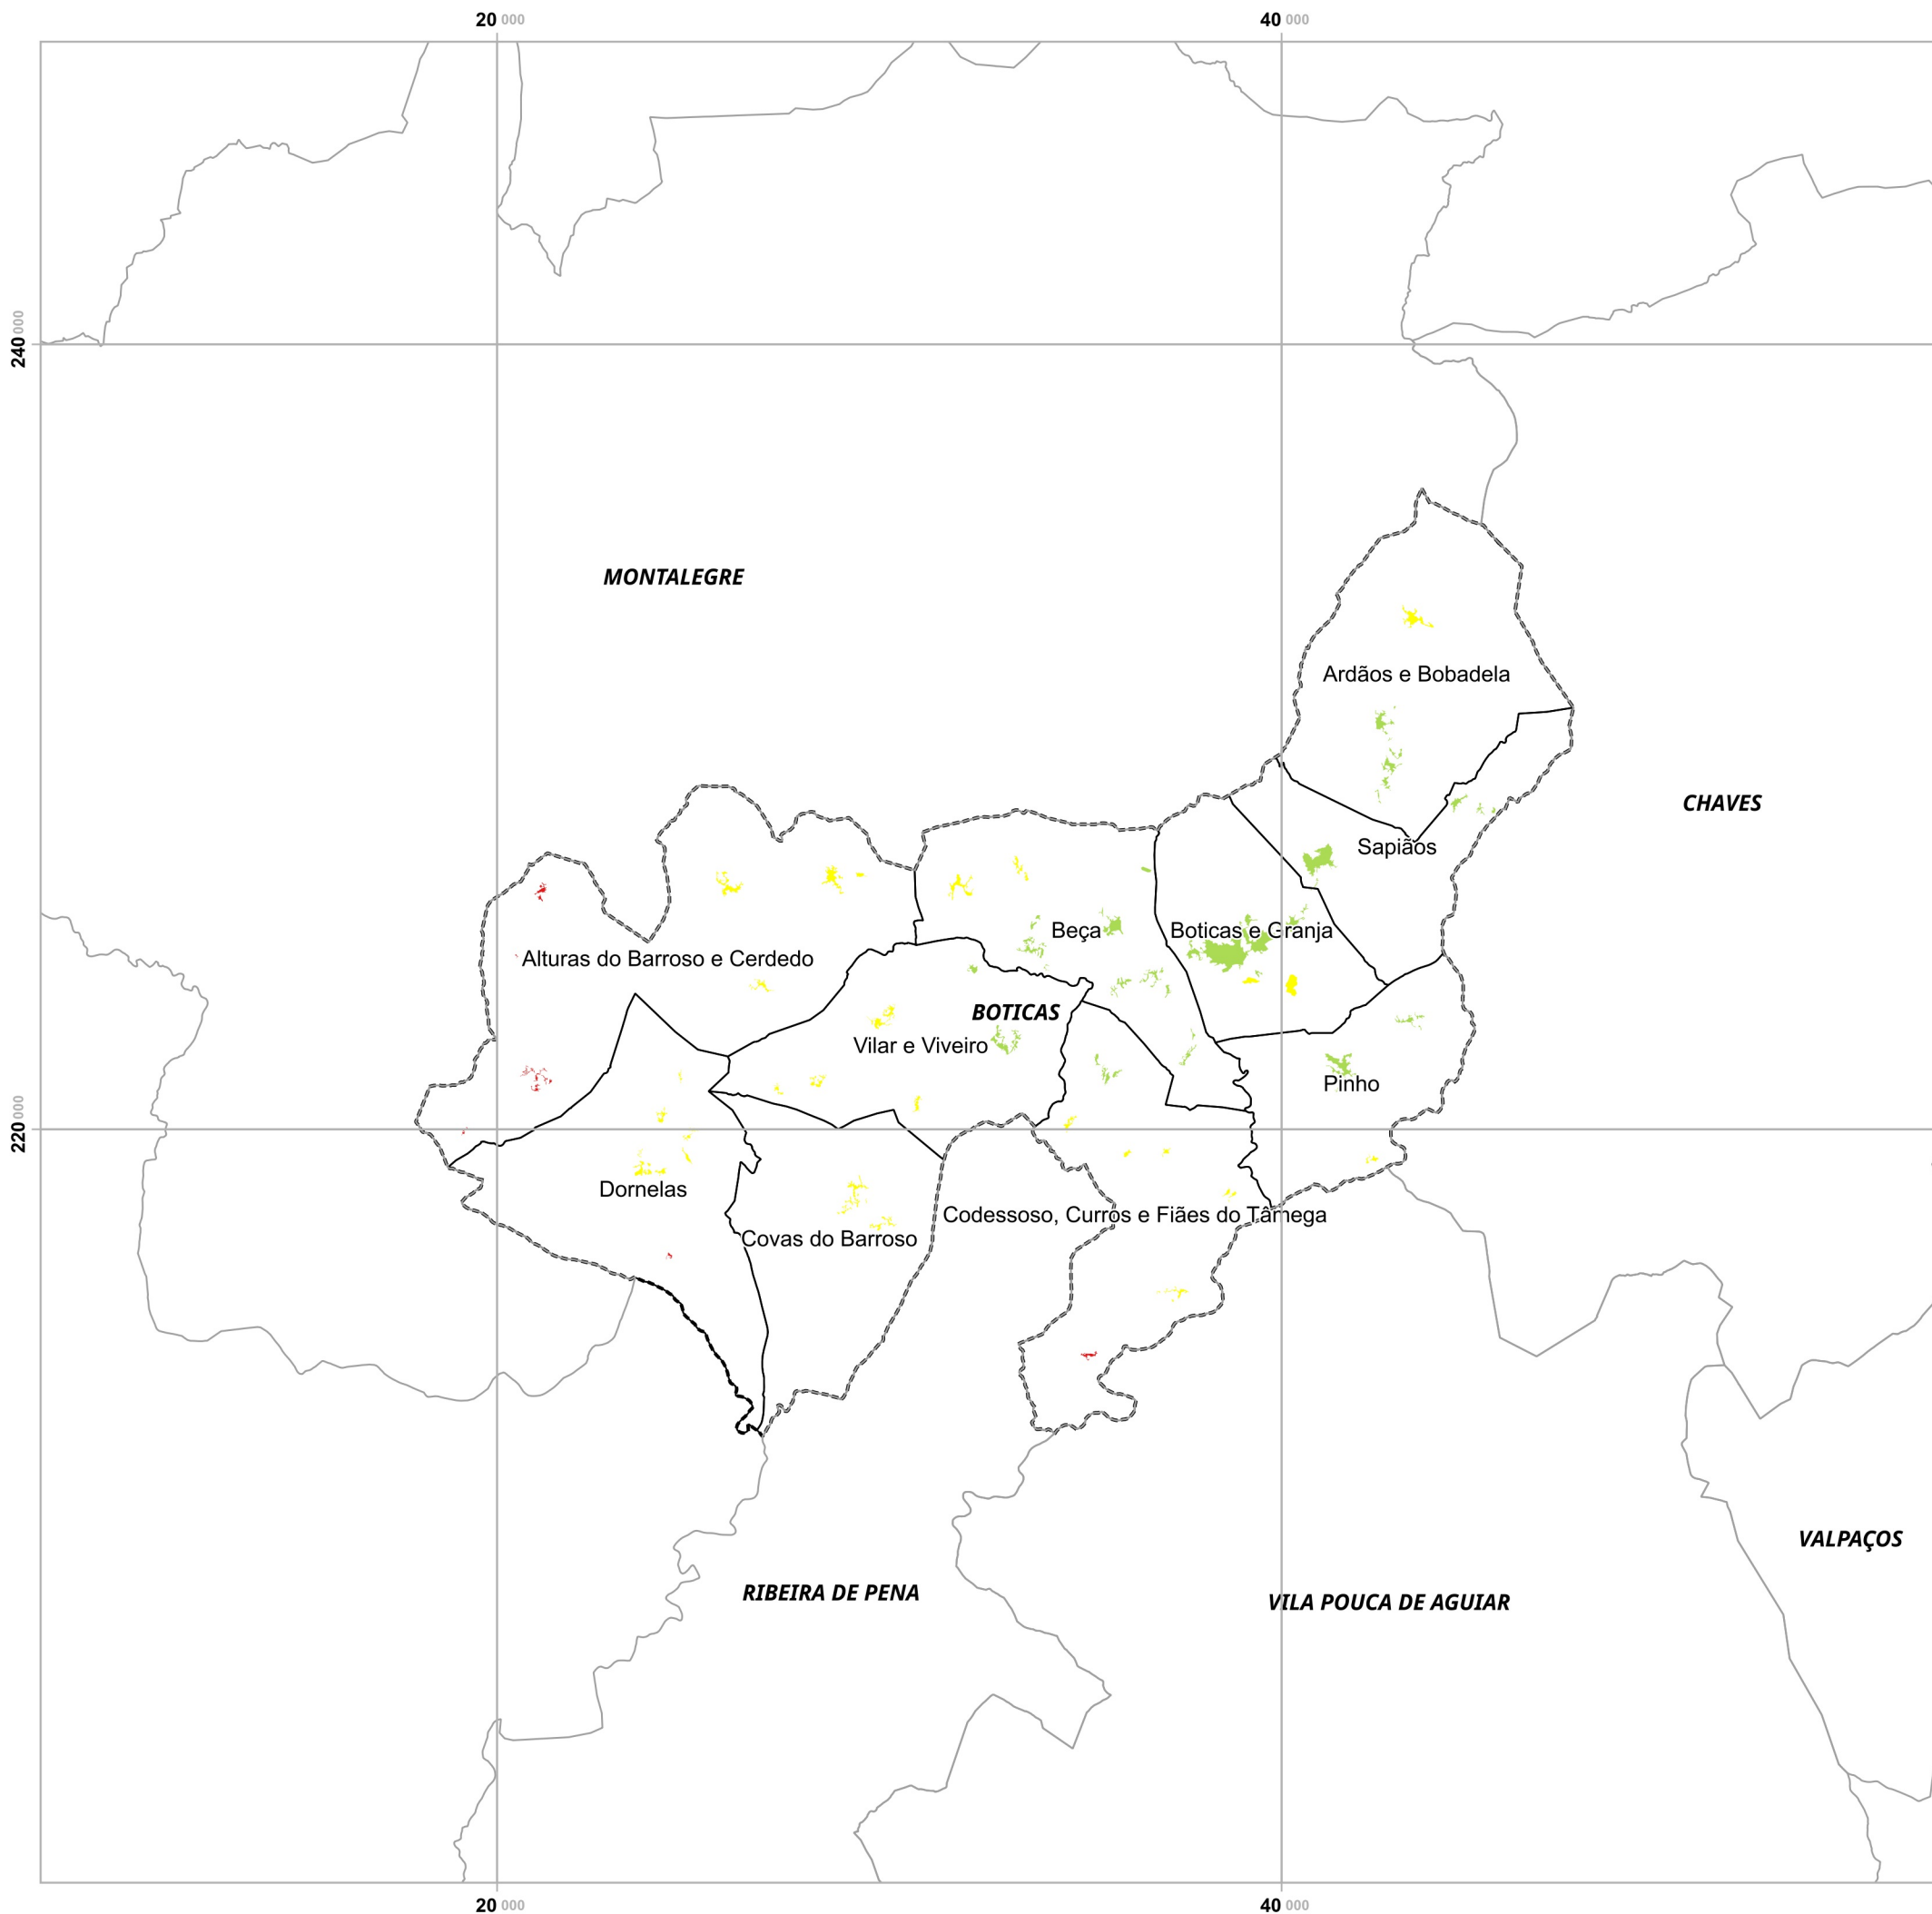 20 000
40 000
240 000
MONTALEGRE
Ardãos e Bobadela
CHAVES
Sapiãos
Beça
Boticas e Granja
Alturas do Barroso e Cerdedo
BOTICAS
Vilar e Viveiro
Pinho
220 000
Dornelas
Codessoso, Curros e Fiães do Tâmega
Covas do Barroso
VALPAÇOS
RIBEIRA DE PENA
VILA POUCA DE AGUIAR
20 000
40 000